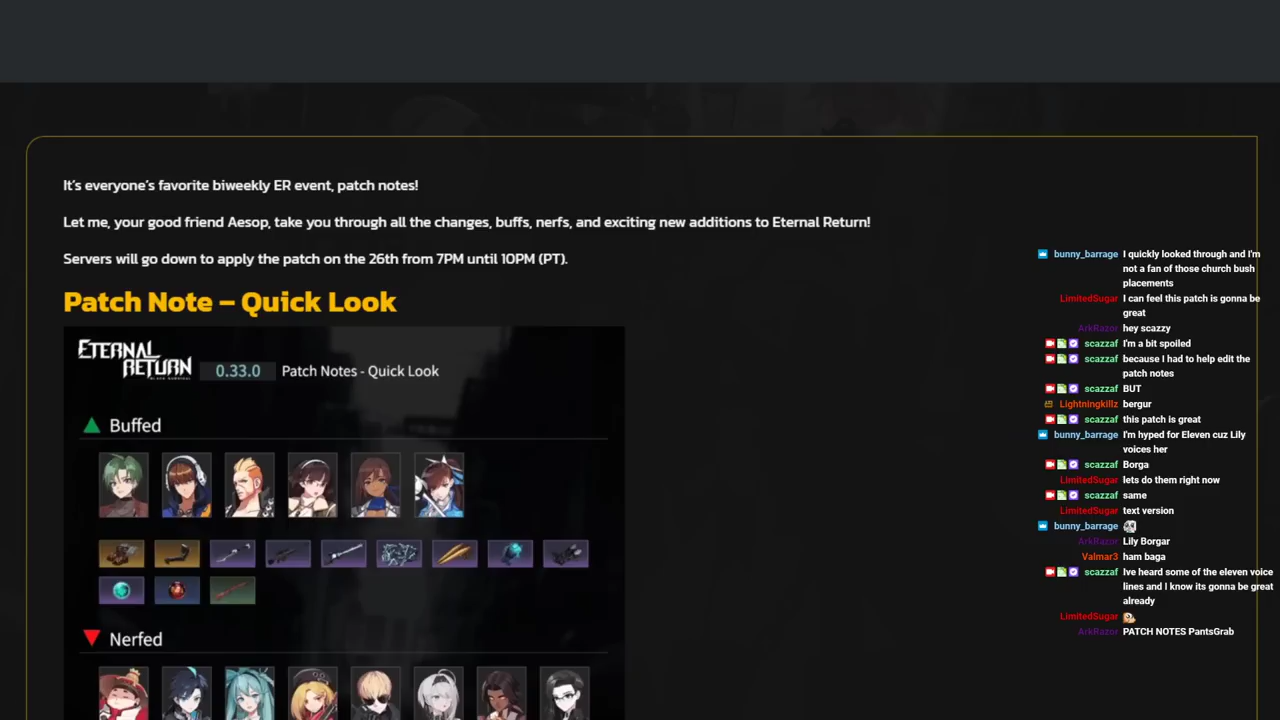 It's everyone's favorite biweekly ER event, patch notes!
Let me, your good friend Aesop, take you through all the changes, buffs, nerfs, and exciting new additions to Eternal Return!
Servers will go down to apply the patch on the 26th from 7PM until 10PM (PT).
Patch Note – Quick Look
ETERNAL
RETURN
0.33.0 Patch Notes - Quick Look
Buffed
Nerfed
bunny_barrage I quickly looked through and I'm
not a fan of those church bush
placements
LimitedSugar I can feel this patch is gonna be
great
ArkRazor hey scazzy
scazzaf I'm a bit spoiled
scazzaf because I had to help edit the
patch notes
scazzaf BUT
Lightningkillz bergur
scazzaf this patch is great
bunny_barrage I'm hyped for Eleven cuz Lily
voices her
scazzaf Borga
LimitedSugar lets do them right now
scazzaf same
LimitedSugar text version
bunny_barrage
ArkRazor Lily Borgar
Valmar3 ham baga
scazzaf Ive heard some of the eleven voice
lines and I know its gonna be great
already
LimitedSugar
ArkRazor PATCH NOTES PantsGrab